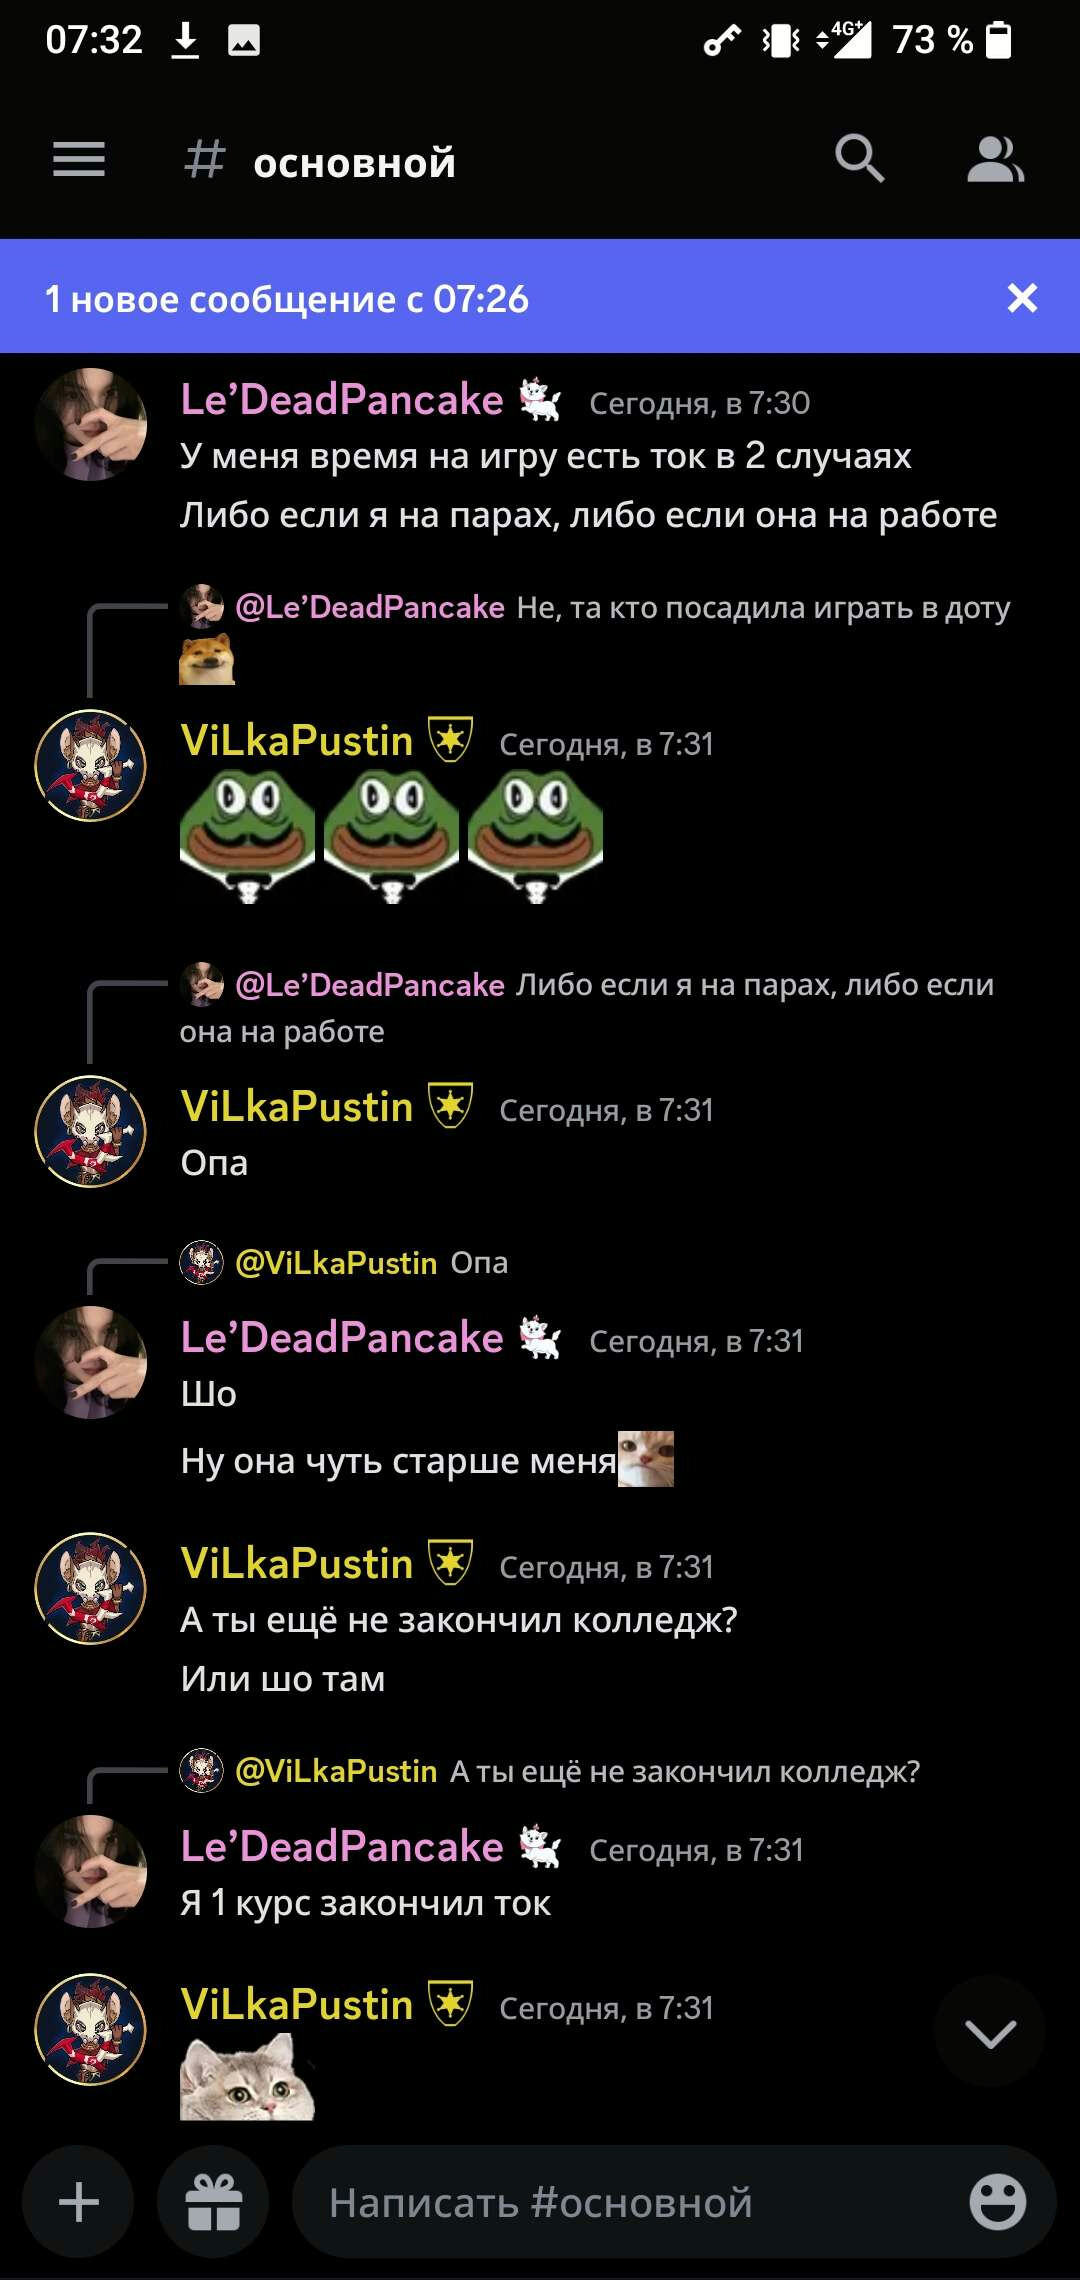 07:32
4G+
73 %
# основной
1 новое сообщение с 07:26
Le’DeadPancake Сегодня, в 7:30
У меня время на игру есть ток в 2 случаях
Либо если я на парах, либо если она на работе
@Le’DeadPancake Не, та кто посадила играть в доту
ViLkaPustin Сегодня, в 7:31
@Le’DeadPancake Либо если я на парах, либо если
она на работе
ViLkaPustin Сегодня, в 7:31
Опа
@ViLkaPustin Опа
Le’DeadPancake Сегодня, в 7:31
Шо
Ну она чуть старше меня
ViLkaPustin Сегодня, в 7:31
А ты ещё не закончил колледж?
Или шо там
@ViLkaPustin А ты ещё не закончил колледж?
Le’DeadPancake Сегодня, в 7:31
Я 1 курс закончил ток
ViLkaPustin Сегодня, в 7:31
Написать #основной